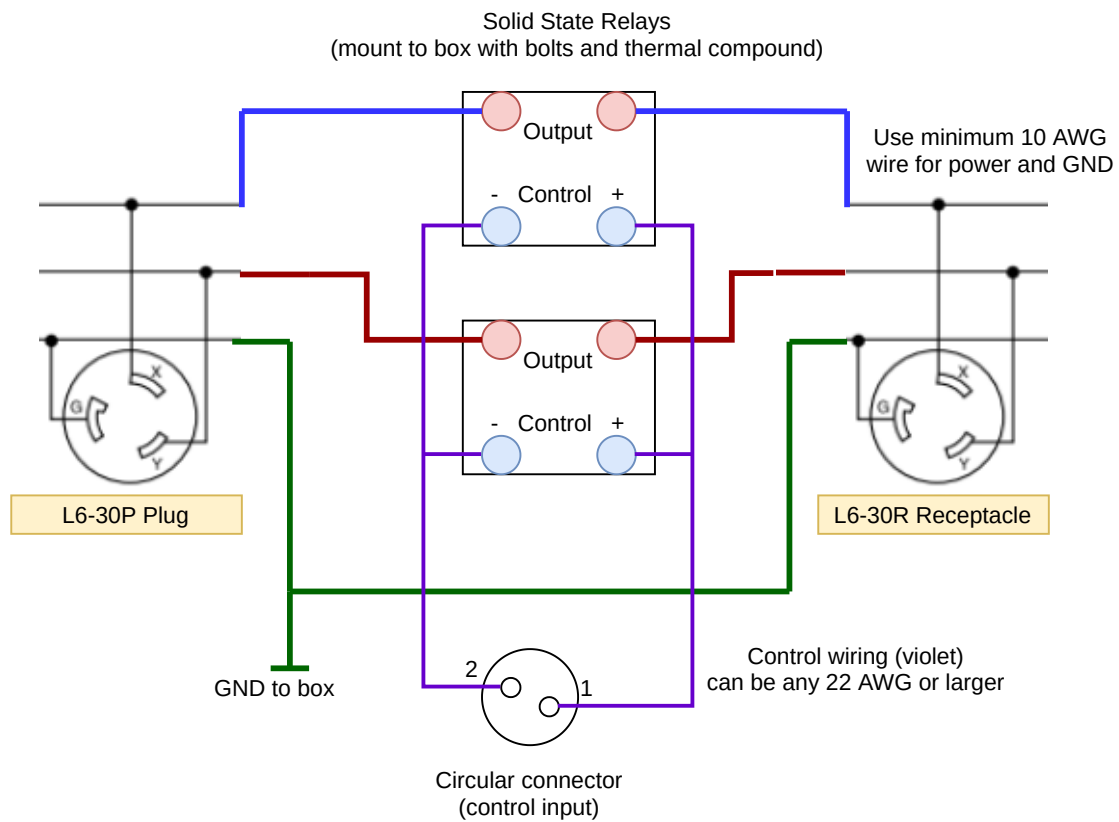 Solid State Relays
(mount to box with bolts and thermal compound)
Output
Use minimum 10 AWG
wire for power and GND
- Control +
X
G
Y
L6-30P Plug
Output
- Control +
X
G
Y
L6-30R Receptacle
GND to box
2
1
Control wiring (violet)
can be any 22 AWG or larger
Circular connector
(control input)